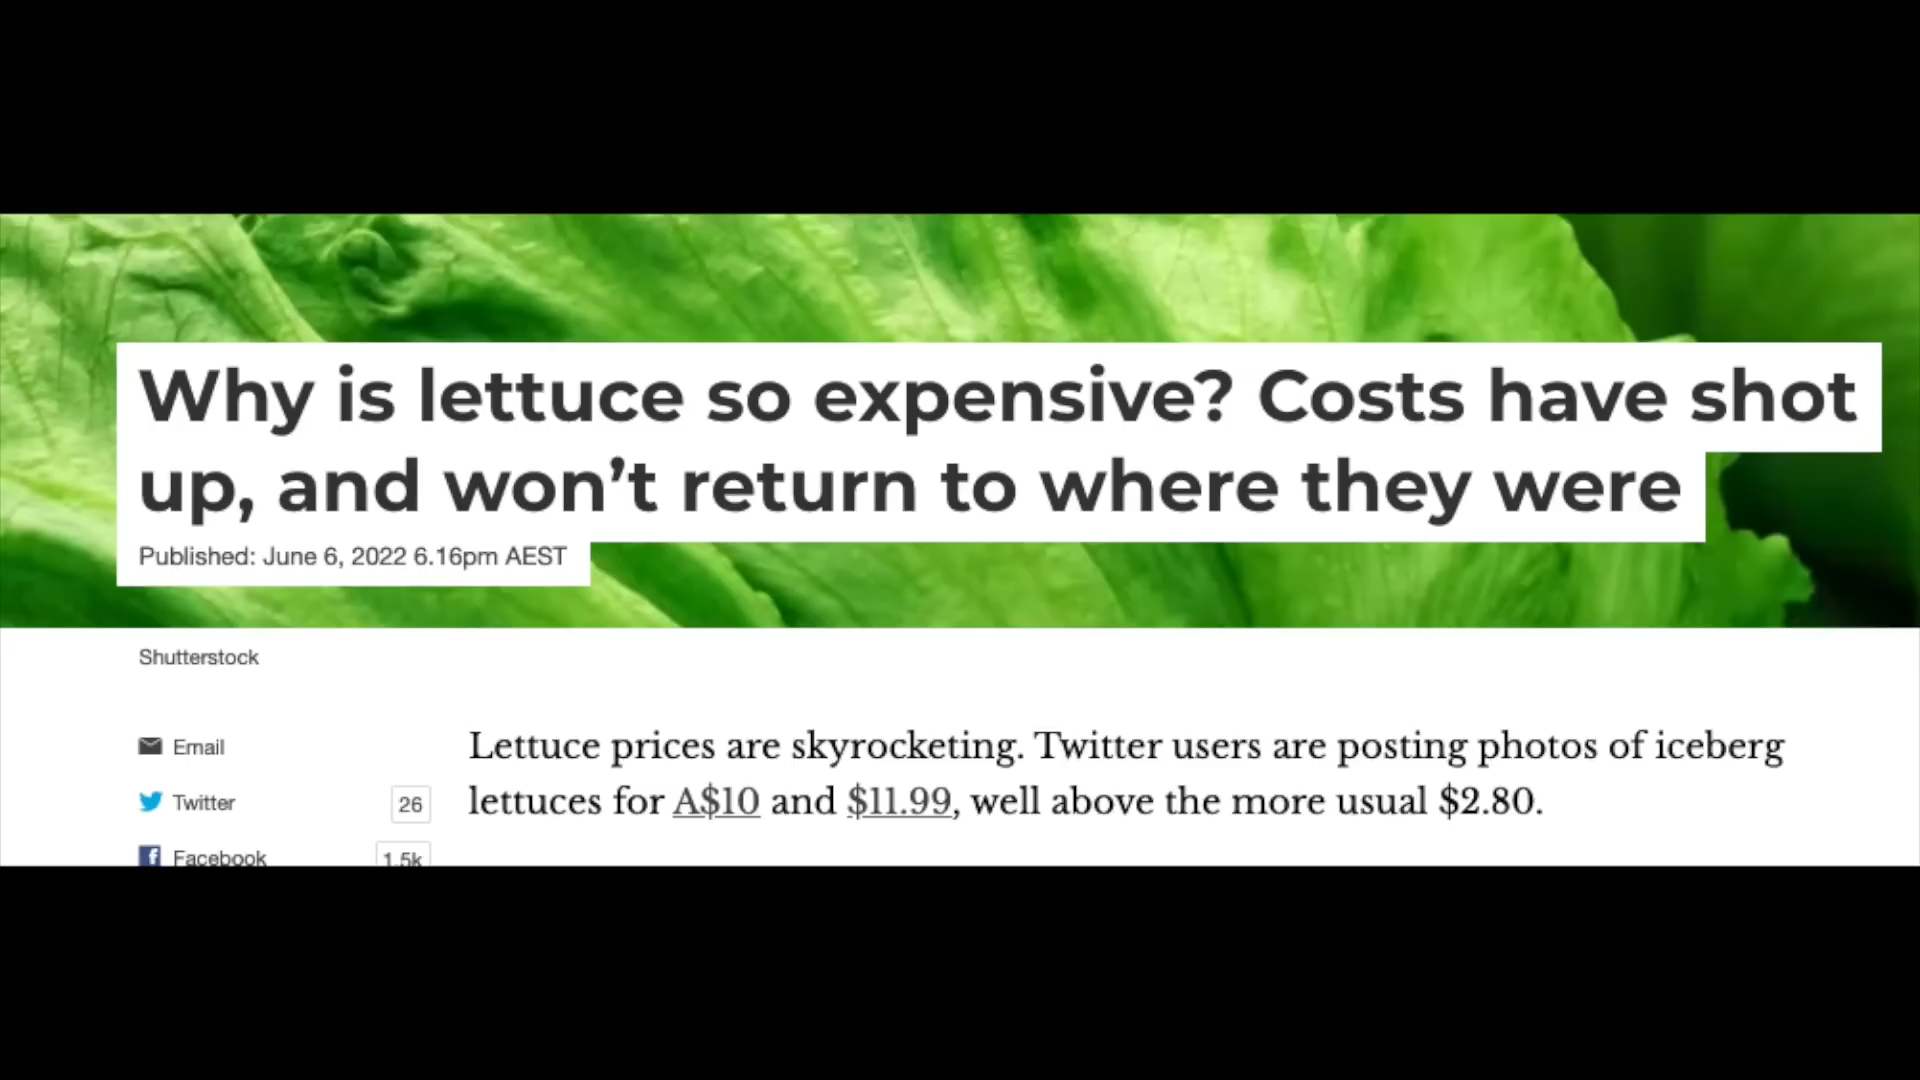 Why is lettuce so expensive? Costs have shot
up, and won’t return to where they were
Published: June 6, 2022 6.16pm AEST
Shutterstock
Email
Twitter 26
Facebook 1.5k
Lettuce prices are skyrocketing. Twitter users are posting photos of iceberg
lettuces for A$10 and $11.99, well above the more usual $2.80.